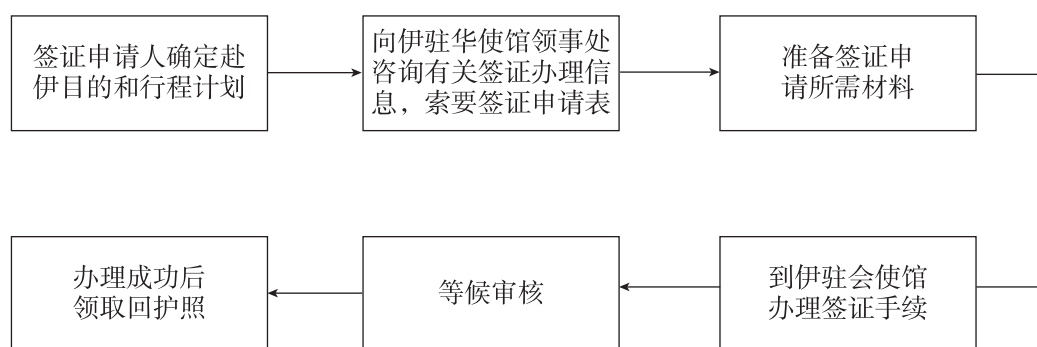 签证申请人确定赴
伊目的和行程计划
向伊驻华使馆领事处
咨询有关签证办理信
息，索要签证申请表
准备签证申
请所需材料
到伊驻会使馆
办理签证手续
等候审核
办理成功后
领取回护照